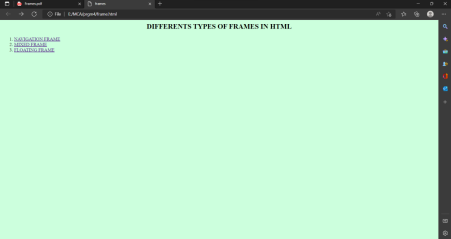 frames.pdf
frames
File
E:/MCA/prgm4/frame.html
DIFFERENTS TYPES OF FRAMES IN HTML
1. NAVIGATION FRAME
2. MIXED FRAME
3. FLOATING FRAME